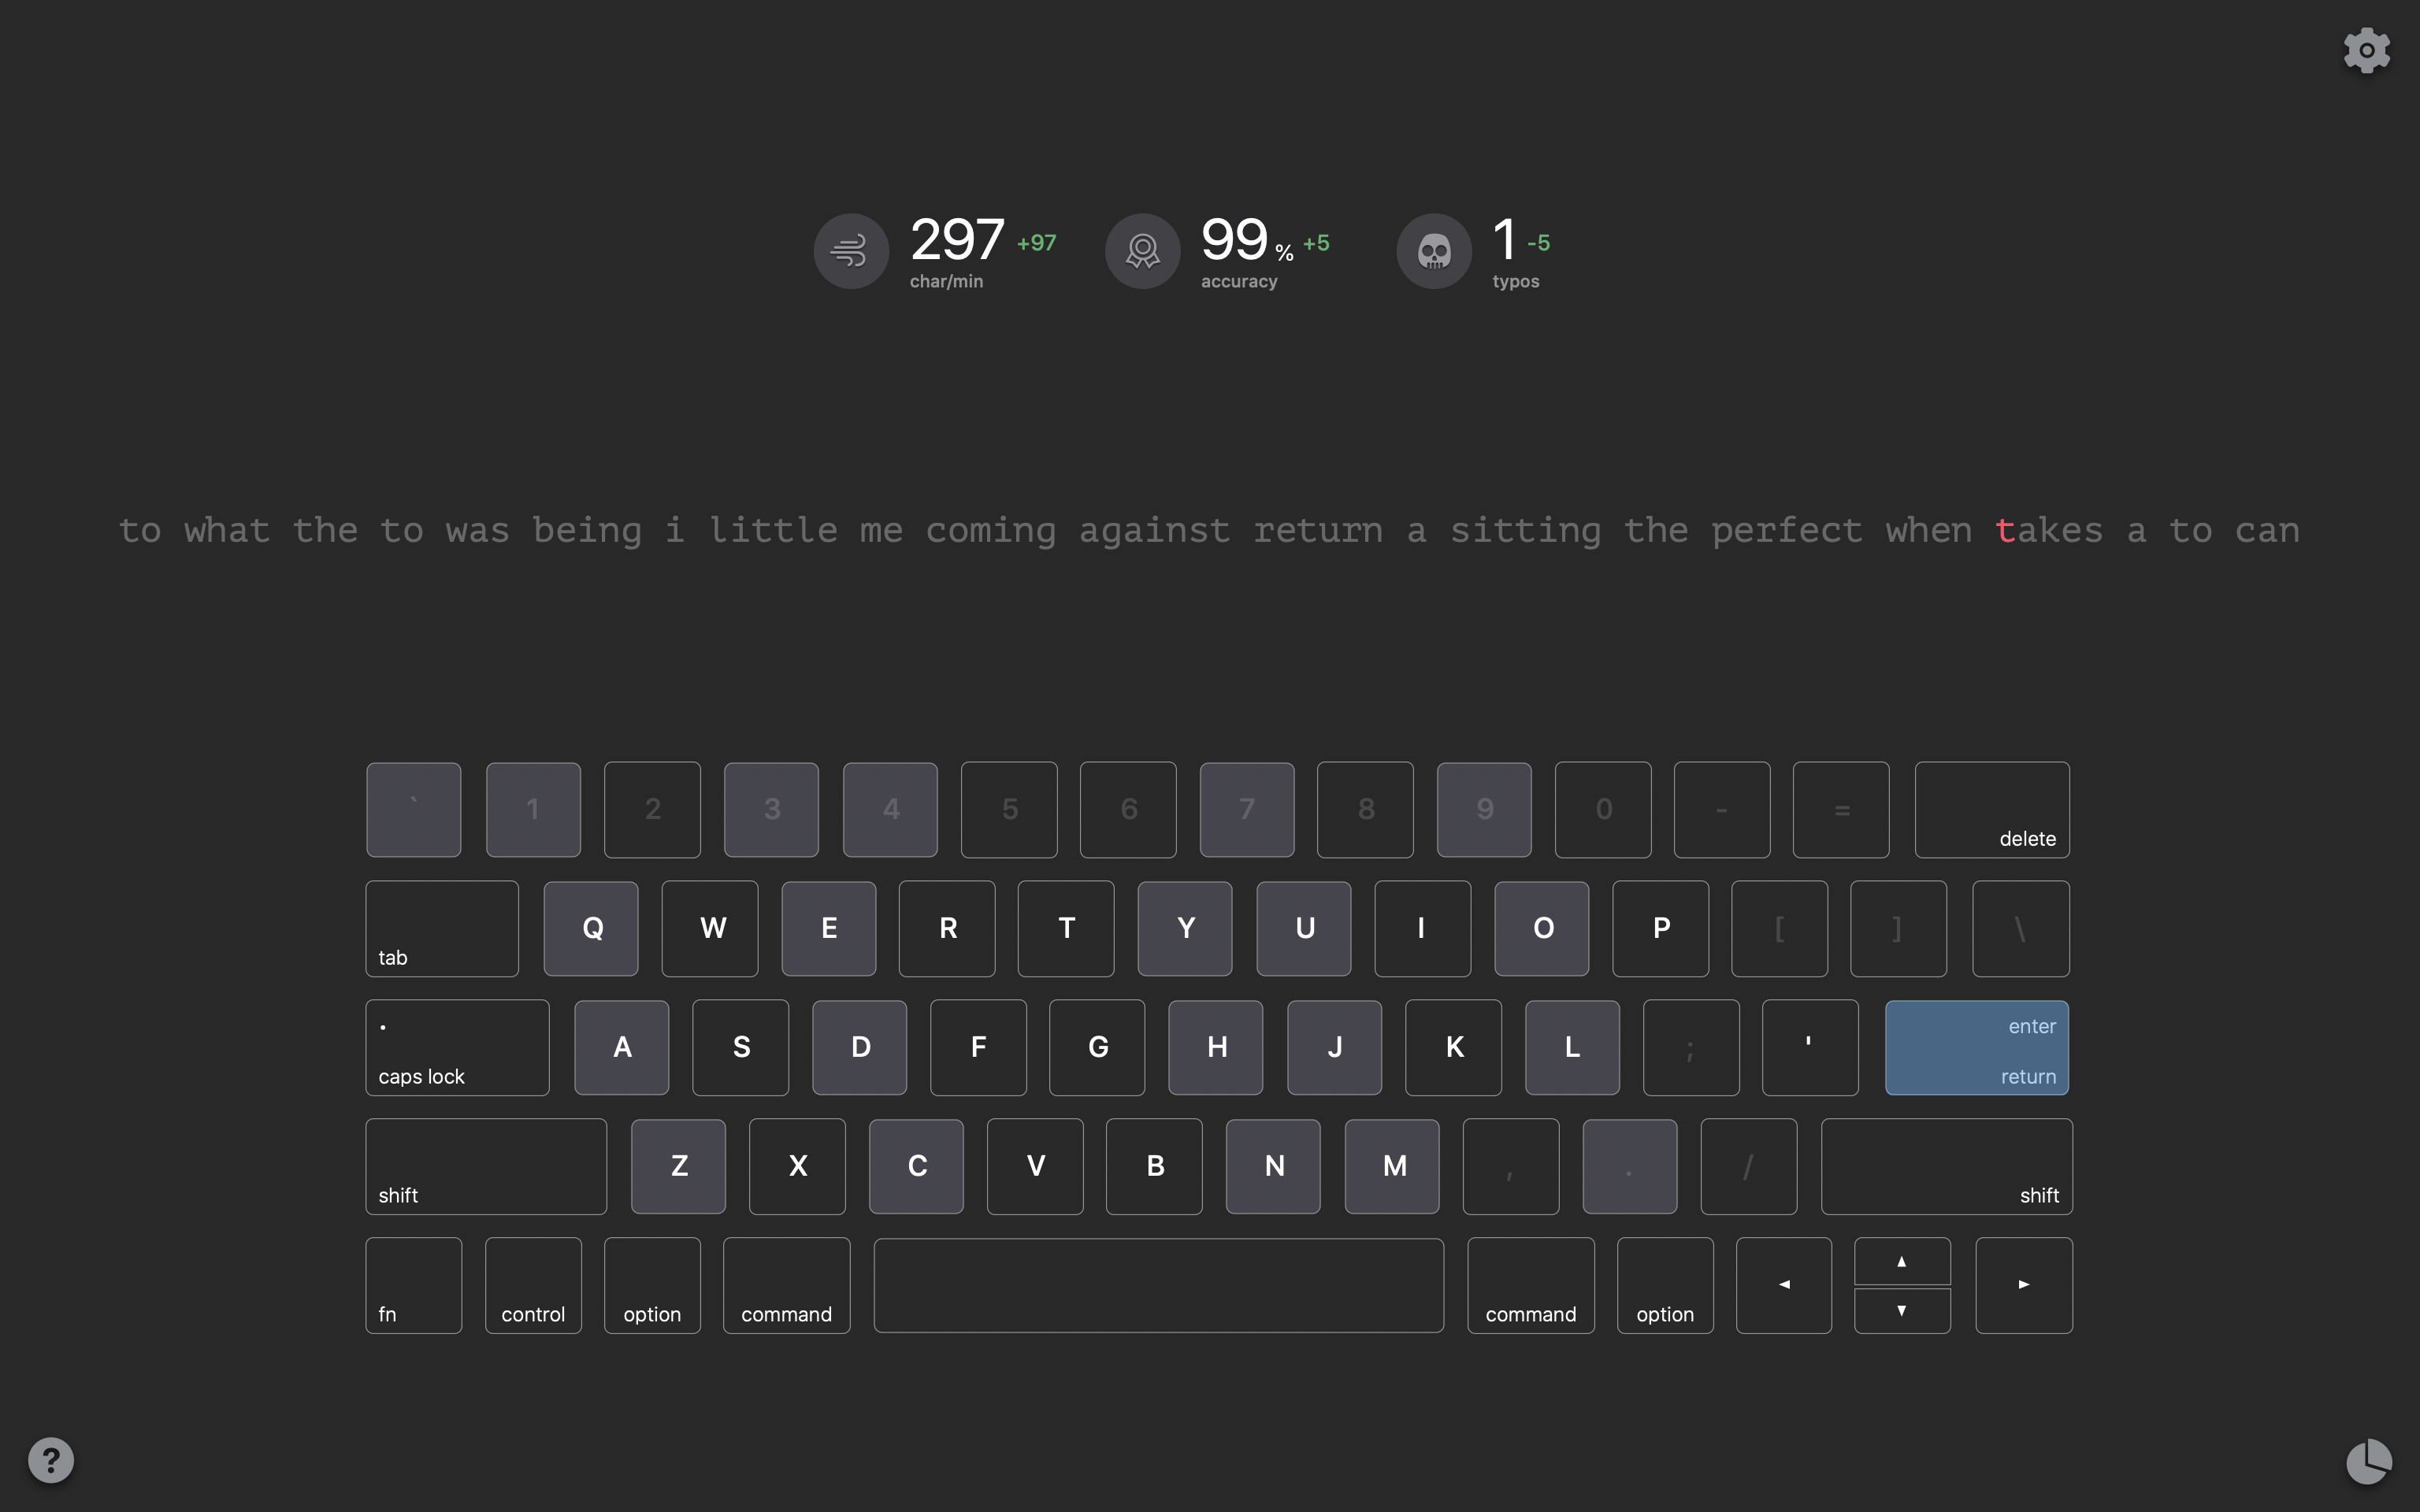 297 +97 99% +5 1 -5
char/min accuracy typos
to what the to was being i little me coming against return a sitting the perfect when takes a to can
` 1 2 3 4 5 6 7 8 9 0 - = delete
tab Q W E R T Y U I O P [ ] \
caps lock A S D F G H J K L ; ' enter return
shift Z X C V B N M , . / shift
fn control option command command option ◄ ▲ ▼ ►
?